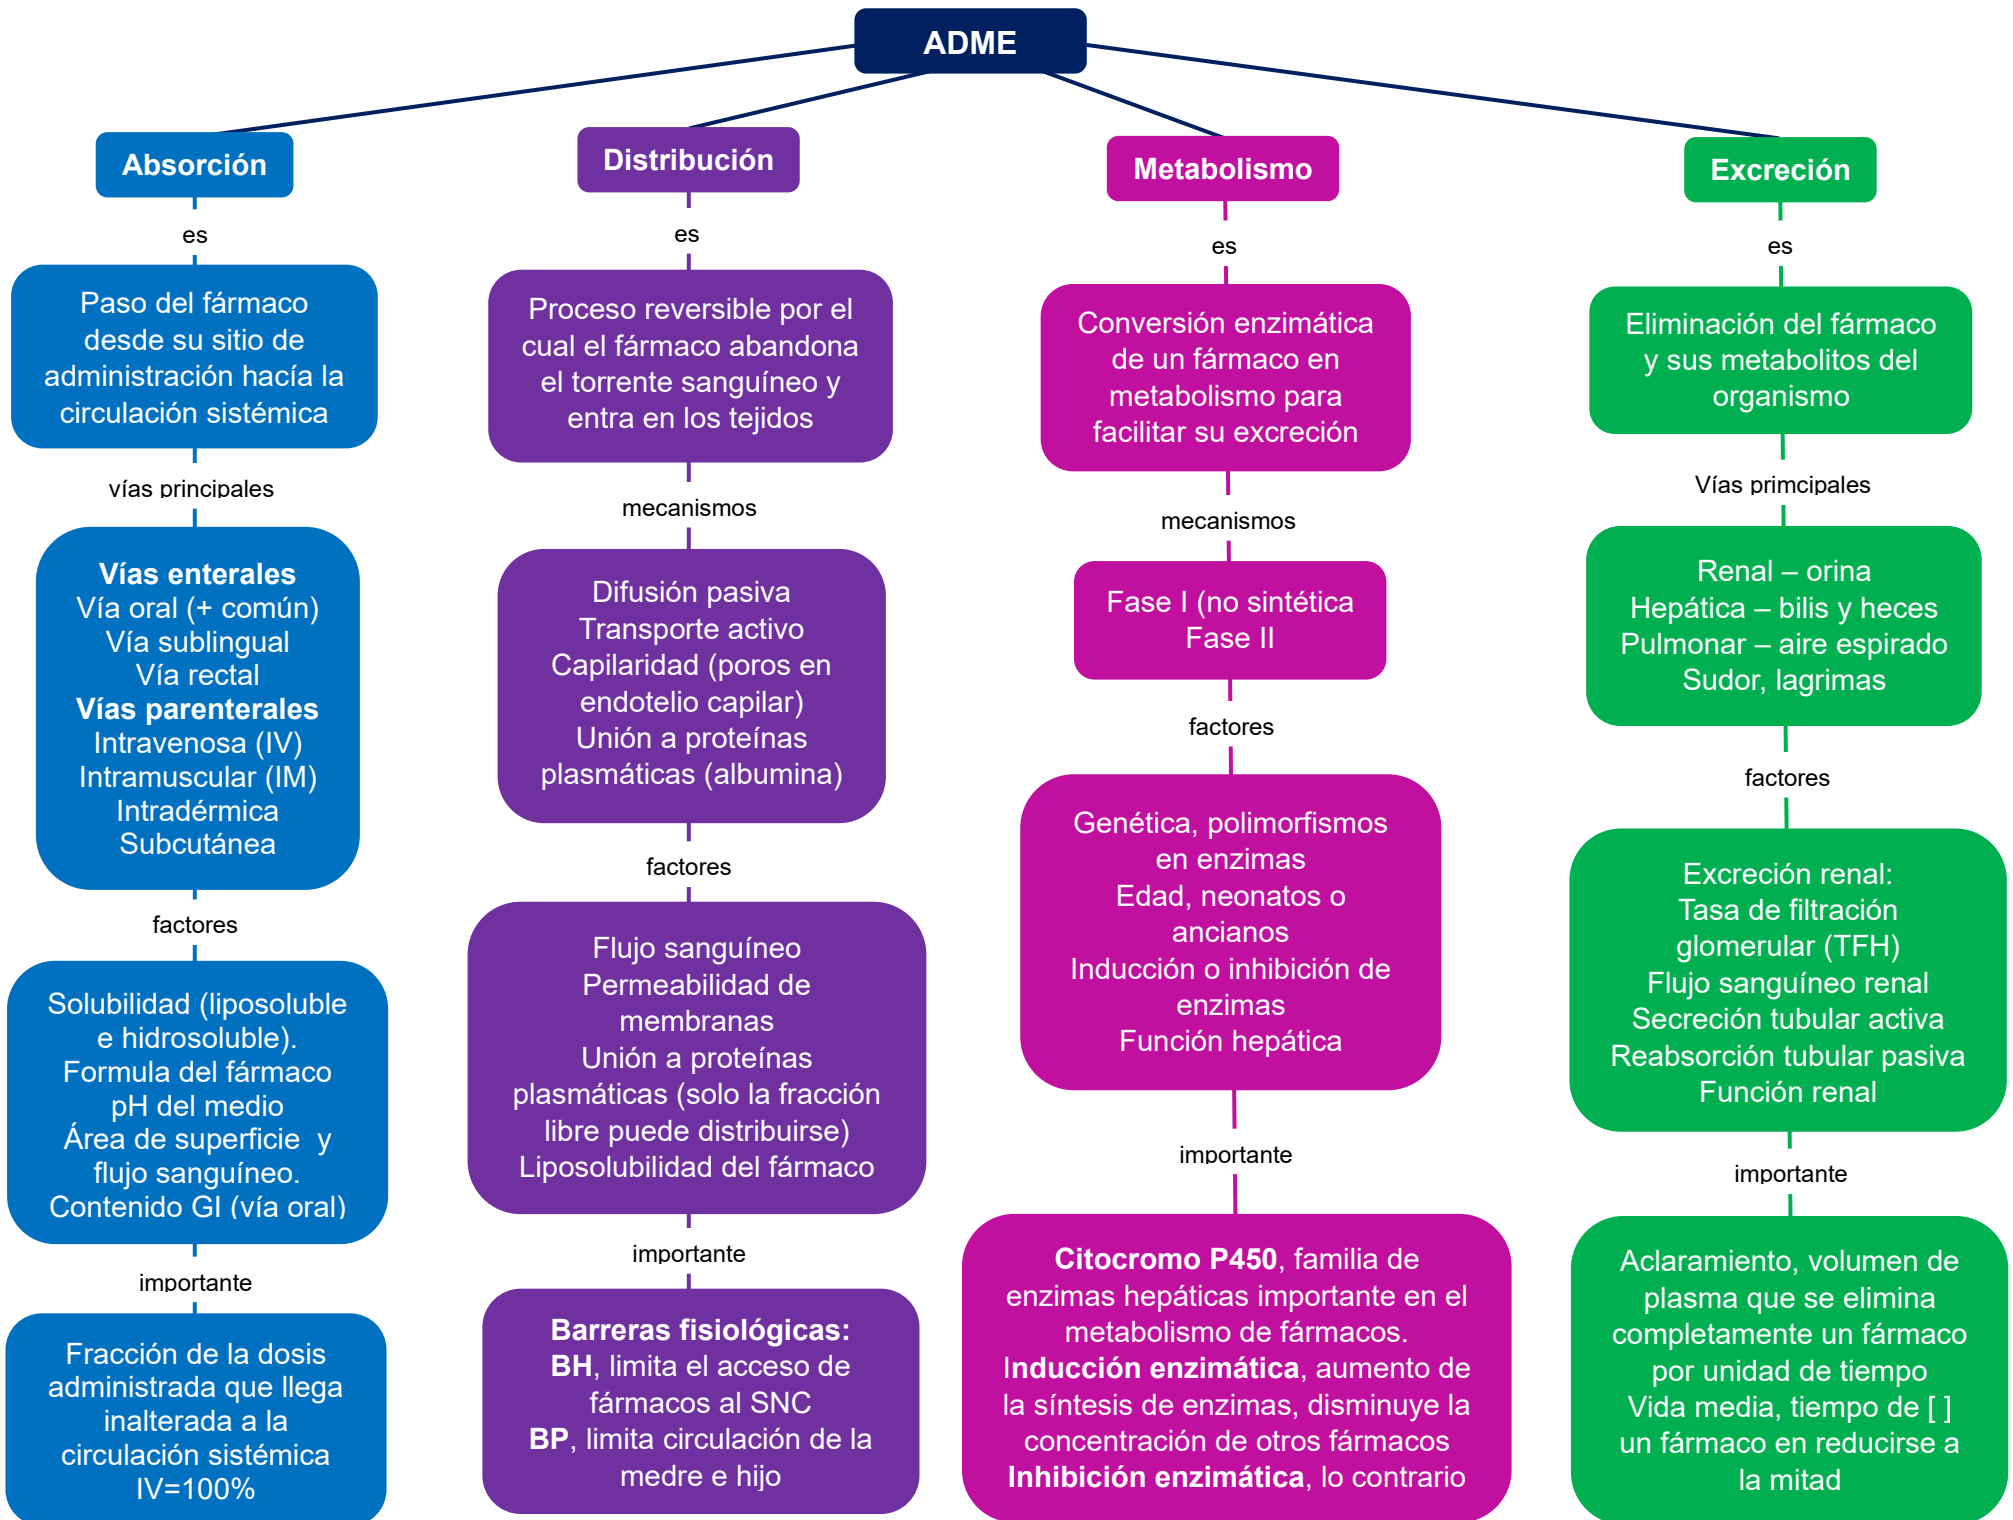 ADME
Absorción
es
Paso del fármaco
desde su sitio de
administración hacía la
circulación sistémica
vías principales
Vías enterales
Vía oral (+ común)
Vía sublingual
Vía rectal
Vías parenterales
Intravenosa (IV)
Intramuscular (IM)
Intradérmica
Subcutánea
factores
Solubilidad (liposoluble
e hidrosoluble).
Formula del fármaco
pH del medio
Área de superficie y
flujo sanguíneo.
Contenido GI (vía oral)
importante
Fracción de la dosis
administrada que llega
inalterada a la
circulación sistémica
IV=100%
Distribución
es
Proceso reversible por el
cual el fármaco abandona
el torrente sanguíneo y
entra en los tejidos
mecanismos
Difusión pasiva
Transporte activo
Capilaridad (poros en
endotelio capilar)
Unión a proteínas
plasmáticas (albumina)
factores
Flujo sanguíneo
Permeabilidad de
membranas
Unión a proteínas
plasmáticas (solo la fracción
libre puede distribuirse)
Liposolubilidad del fármaco
importante
Barreras fisiológicas:
BH, limita el acceso de
fármacos al SNC
BP, limita circulación de la
medre e hijo
Metabolismo
es
Conversión enzimática
de un fármaco en
metabolismo para
facilitar su excreción
mecanismos
Fase I (no sintética
Fase II
factores
Genética, polimorfismos
en enzimas
Edad, neonatos o
ancianos
Inducción o inhibición de
enzimas
Función hepática
importante
Citocromo P450, familia de
enzimas hepáticas importante en el
metabolismo de fármacos.
Inducción enzimática, aumento de
la síntesis de enzimas, disminuye la
concentración de otros fármacos
Inhibición enzimática, lo contrario
Excreción
es
Eliminación del fármaco
y sus metabolitos del
organismo
Vías primcipales
Renal – orina
Hepática – bilis y heces
Pulmonar – aire espirado
Sudor, lagrimas
factores
Excreción renal:
Tasa de filtración
glomerular (TFH)
Flujo sanguíneo renal
Secreción tubular activa
Reabsorción tubular pasiva
Función renal
importante
Aclaramiento, volumen de
plasma que se elimina
completamente un fármaco
por unidad de tiempo
Vida media, tiempo de [ ]
un fármaco en reducirse a
la mitad